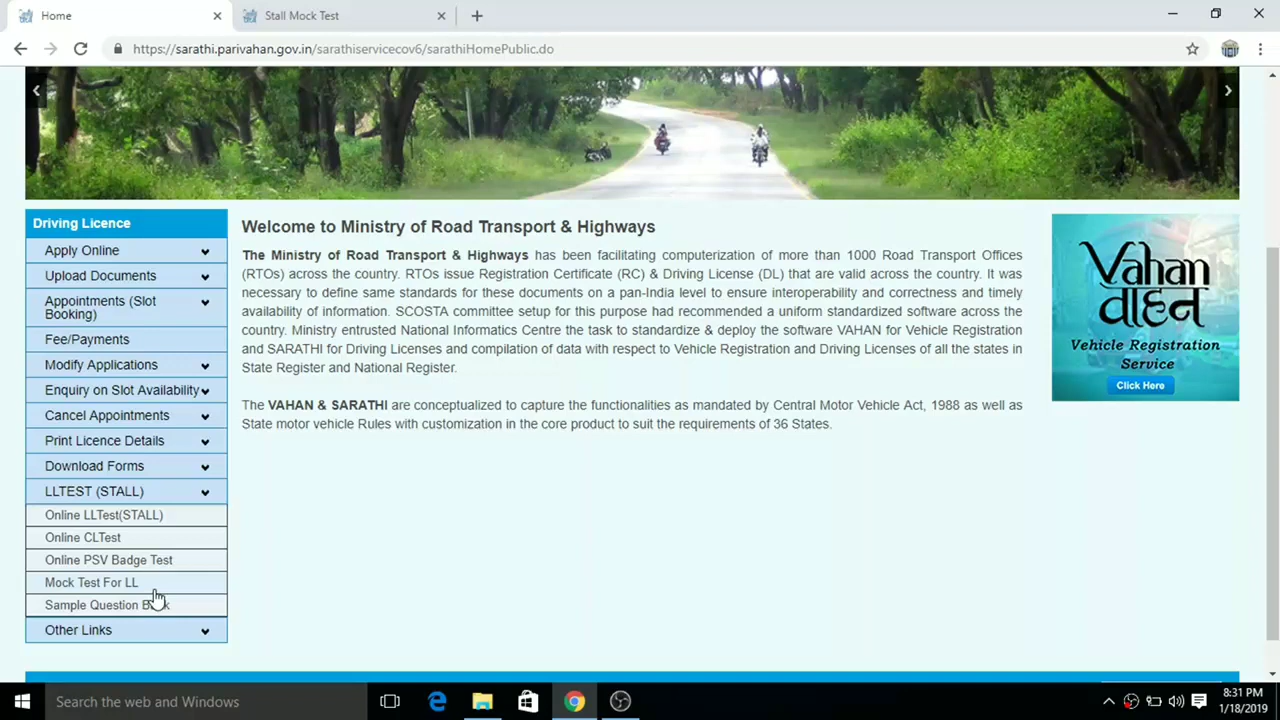 Home
Stall Mock Test
https://sarathi.parivahan.gov.in/sarathiservicecov6/sarathiHomePublic.do
Driving Licence
Apply Online
Upload Documents
Appointments (Slot
Booking)
Fee/Payments
Modify Applications
Enquiry on Slot Availability
Cancel Appointments
Print Licence Details
Download Forms
LLTEST (STALL)
Online LLTest(STALL)
Online CLTest
Online PSV Badge Test
Mock Test For LL
Sample Question
Other Links
Welcome to Ministry of Road Transport & Highways
The Ministry of Road Transport & Highways has been facilitating computerization of more than 1000 Road Transport Offices
(RTOs) across the country. RTOs issue Registration Certificate (RC) & Driving License (DL) that are valid across the country. It was
necessary to define same standards for these documents on a pan-India level to ensure interoperability and correctness and timely
availability of information. SCOSTA committee setup for this purpose had recommended a uniform standardized software across the
country. Ministry entrusted National Informatics Centre the task to standardize & deploy the software VAHAN for Vehicle Registration
and SARATHI for Driving Licenses and compilation of data with respect to Vehicle Registration and Driving Licenses of all the states in
State Register and National Register.
The VAHAN & SARATHI are conceptualized to capture the functionalities as mandated by Central Motor Vehicle Act, 1988 as well as
State motor vehicle Rules with customization in the core product to suit the requirements of 36 States.
Vahan
वाहन
Vehicle Registration
Service
Click Here
Search the web and Windows
8:31 PM
1/18/2019